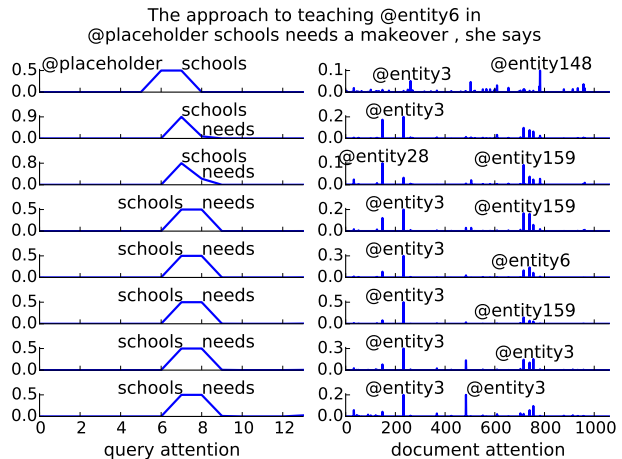 The approach to teaching @entity6 in
@placeholder schools needs a makeover , she says
0.5 @placeholder schools
0.0
0.1 @entity3 @entity148
0.0
0.9 schools
needs
0.0
0.2 @entity3
0.0
0.8 schools
needs
0.0
0.1 @entity28 @entity159
0.0
0.5 schools needs
0.0
0.2 @entity3 @entity159
0.0
0.5 schools needs
0.0
0.3 @entity3 @entity6
0.0
0.5 schools needs
0.0
0.5 @entity3 @entity159
0.0
0.5 schools needs
0.0
0.3 @entity3 @entity3
0.0
0.5 schools needs
0.0
0.2 @entity3 @entity3
0.0
0 2 4 6 8 10 12
query attention
0 200 400 600 800 1000
document attention